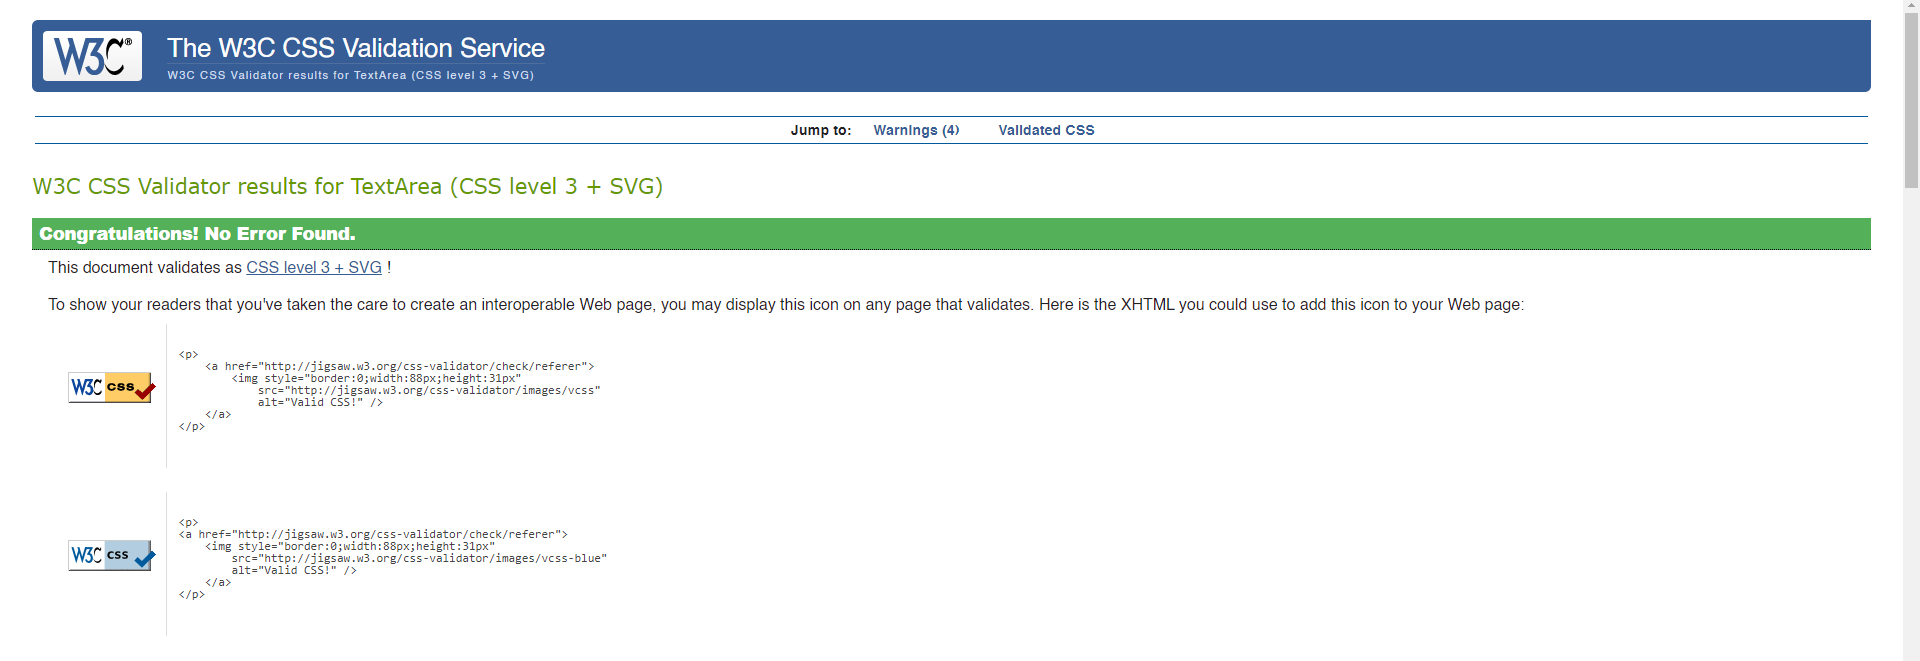 W3C®
The W3C CSS Validation Service
W3C CSS Validator results for TextArea (CSS level 3 + SVG)
Jump to: Warnings (4) Validated CSS
W3C CSS Validator results for TextArea (CSS level 3 + SVG)
Congratulations! No Error Found.
This document validates as CSS level 3 + SVG !
To show your readers that you've taken the care to create an interoperable Web page, you may display this icon on any page that validates. Here is the XHTML you could use to add this icon to your Web page:
W3C css
<p>
    <a href="http://jigsaw.w3.org/css-validator/check/referer">
        <img style="border:0;width:88px;height:31px"
            src="http://jigsaw.w3.org/css-validator/images/vcss"
            alt="Valid CSS!" />
    </a>
</p>
W3C css
<p>
<a href="http://jigsaw.w3.org/css-validator/check/referer">
    <img style="border:0;width:88px;height:31px"
        src="http://jigsaw.w3.org/css-validator/images/vcss-blue"
        alt="Valid CSS!" />
    </a>
</p>